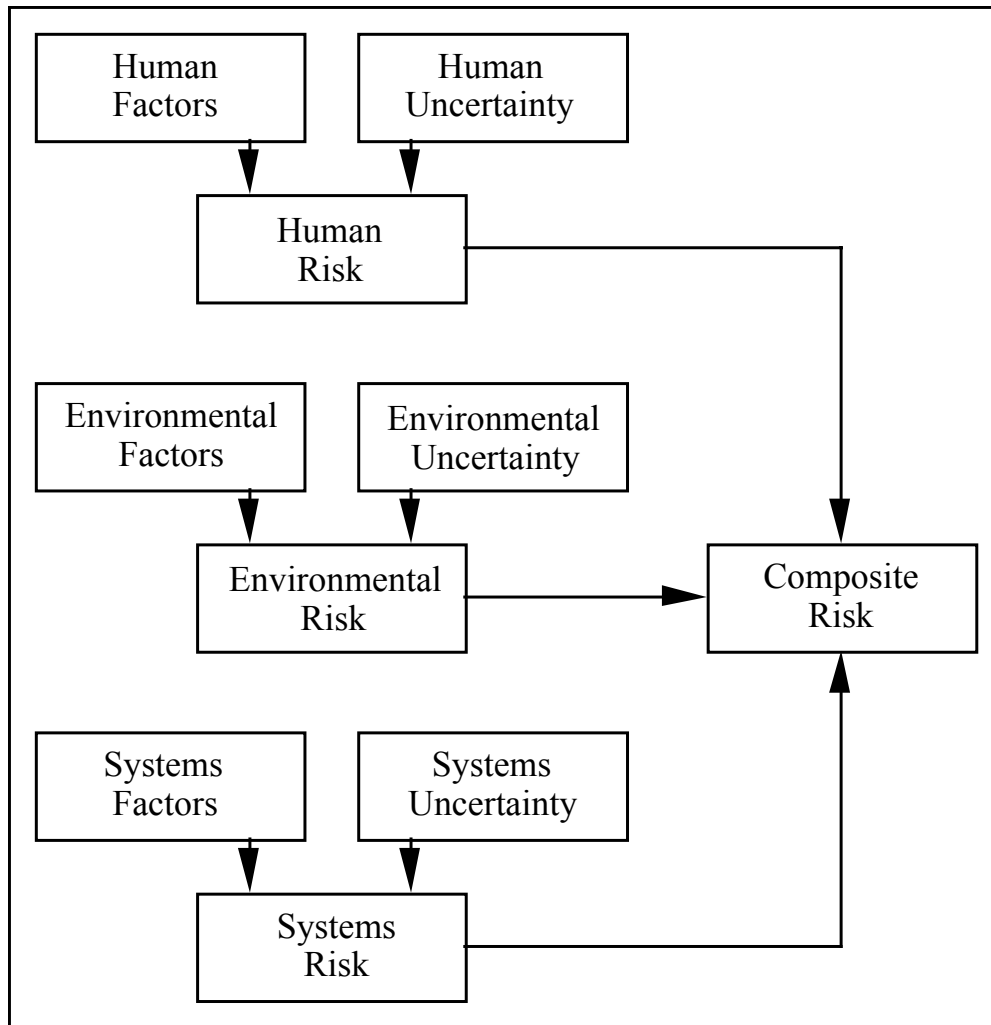 Human
Factors
Human
Uncertainty
Human
Risk
Environmental
Factors
Environmental
Uncertainty
Environmental
Risk
Composite
Risk
Systems
Factors
Systems
Uncertainty
Systems
Risk